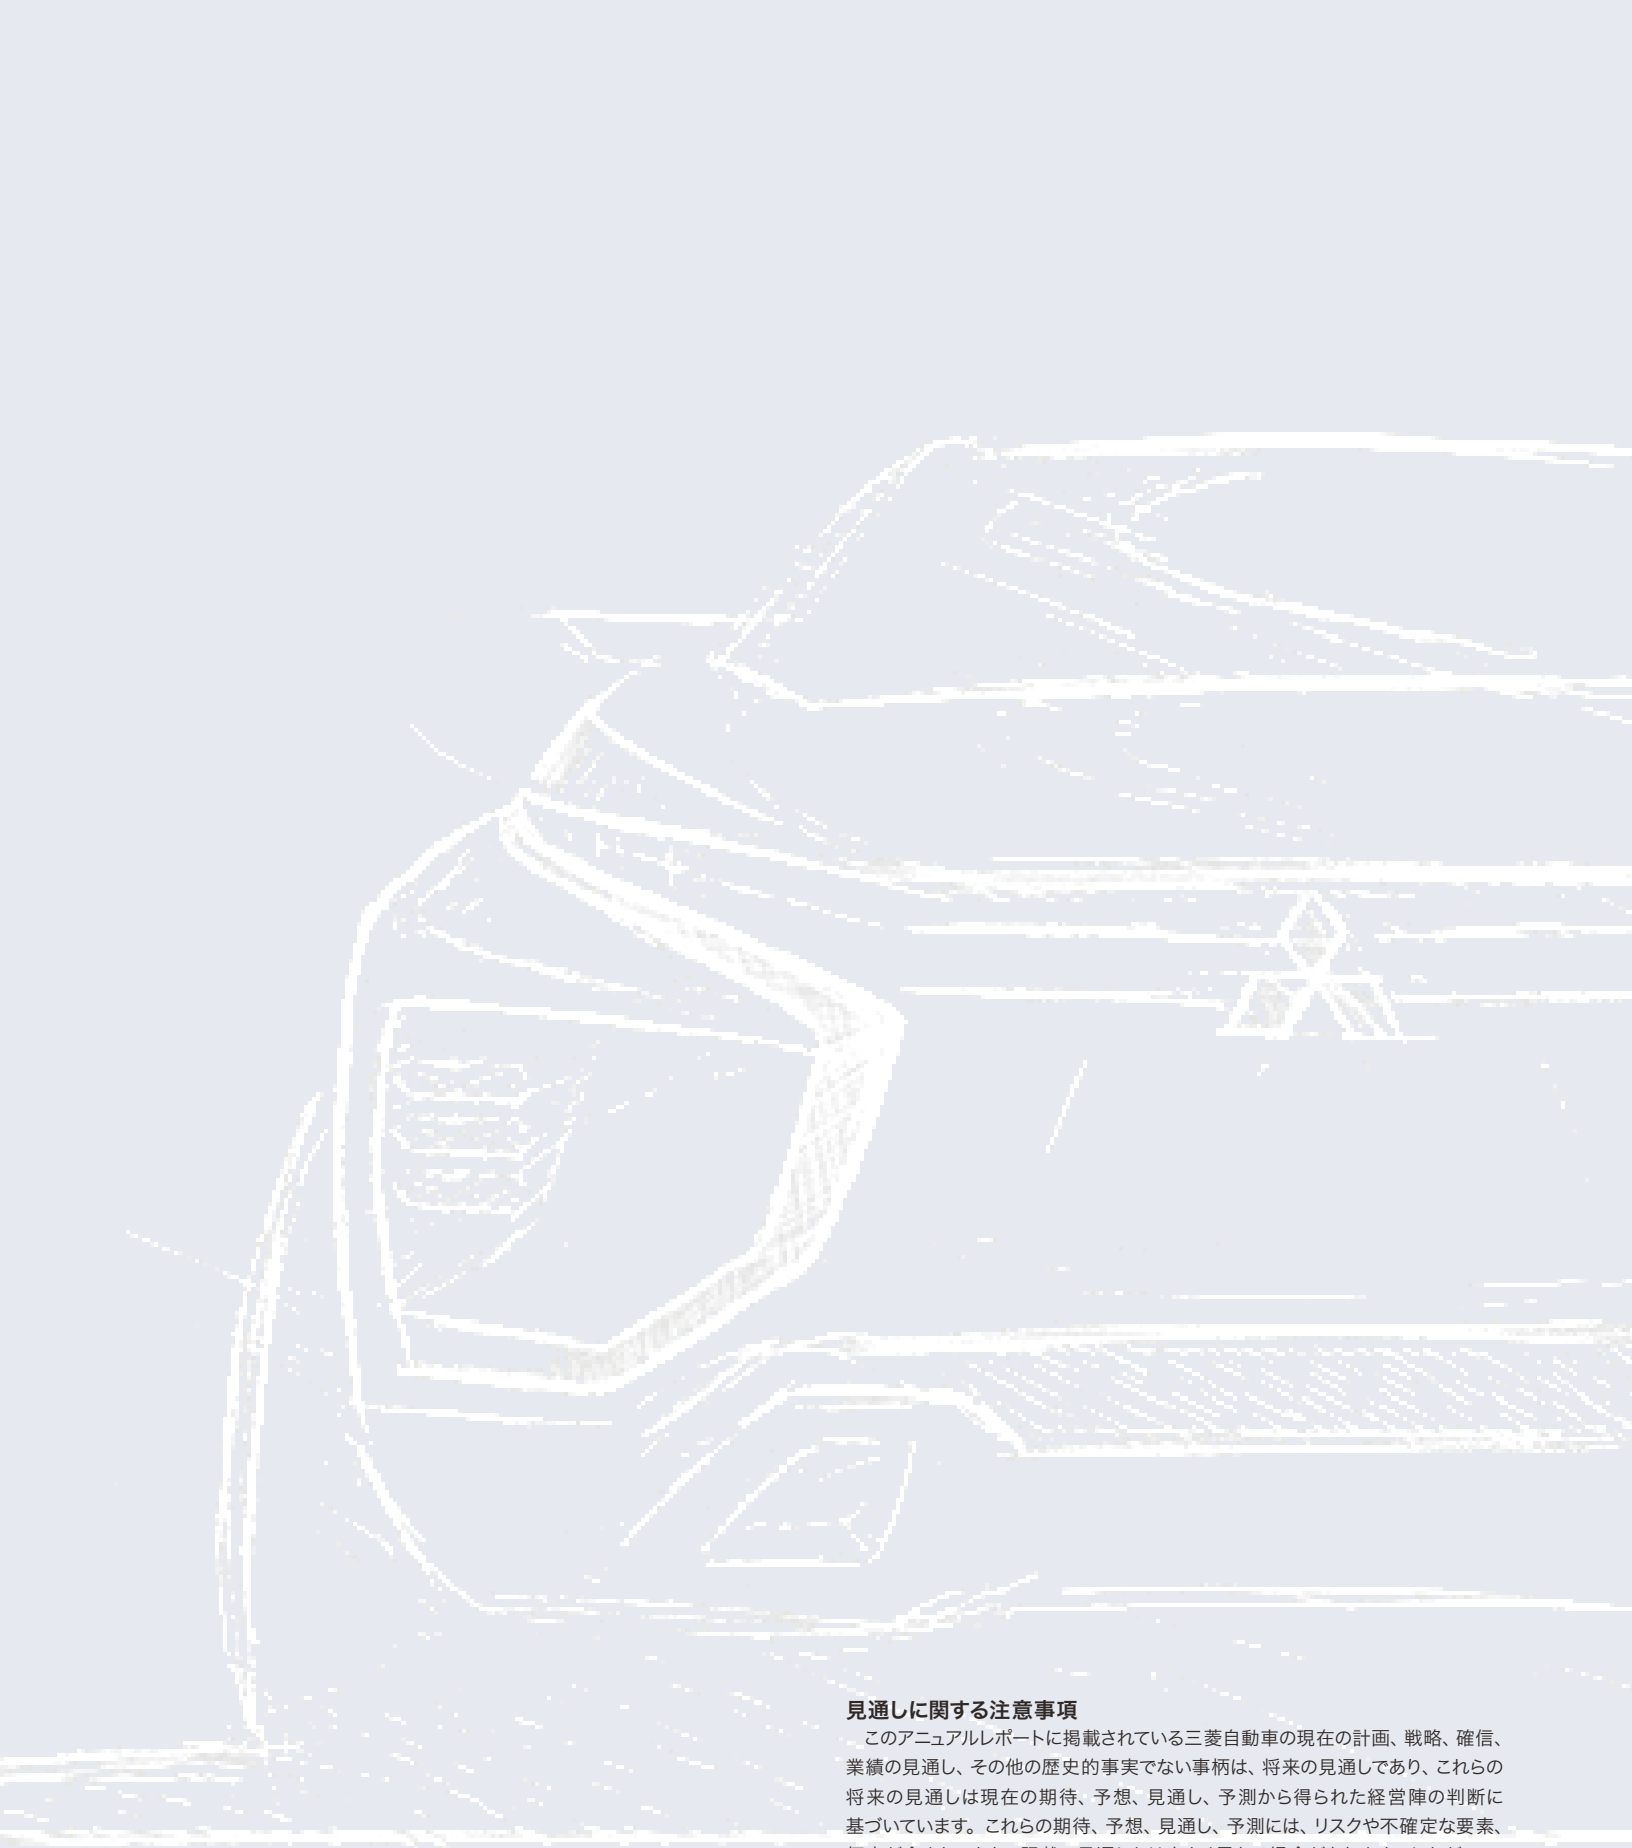 見通しに関する注意事項
このアニュアルレポートに掲載されている三菱自動車の現在の計画、戦略、確信、
業績の見通し、その他の歴史的事実でない事柄は、将来の見通しであり、これらの
将来の見通しは現在の期待、予想、見通し、予測から得られた経営陣の判断に
基づいています。これらの期待、予想、見通し、予測には、リスクや不確定な要素、